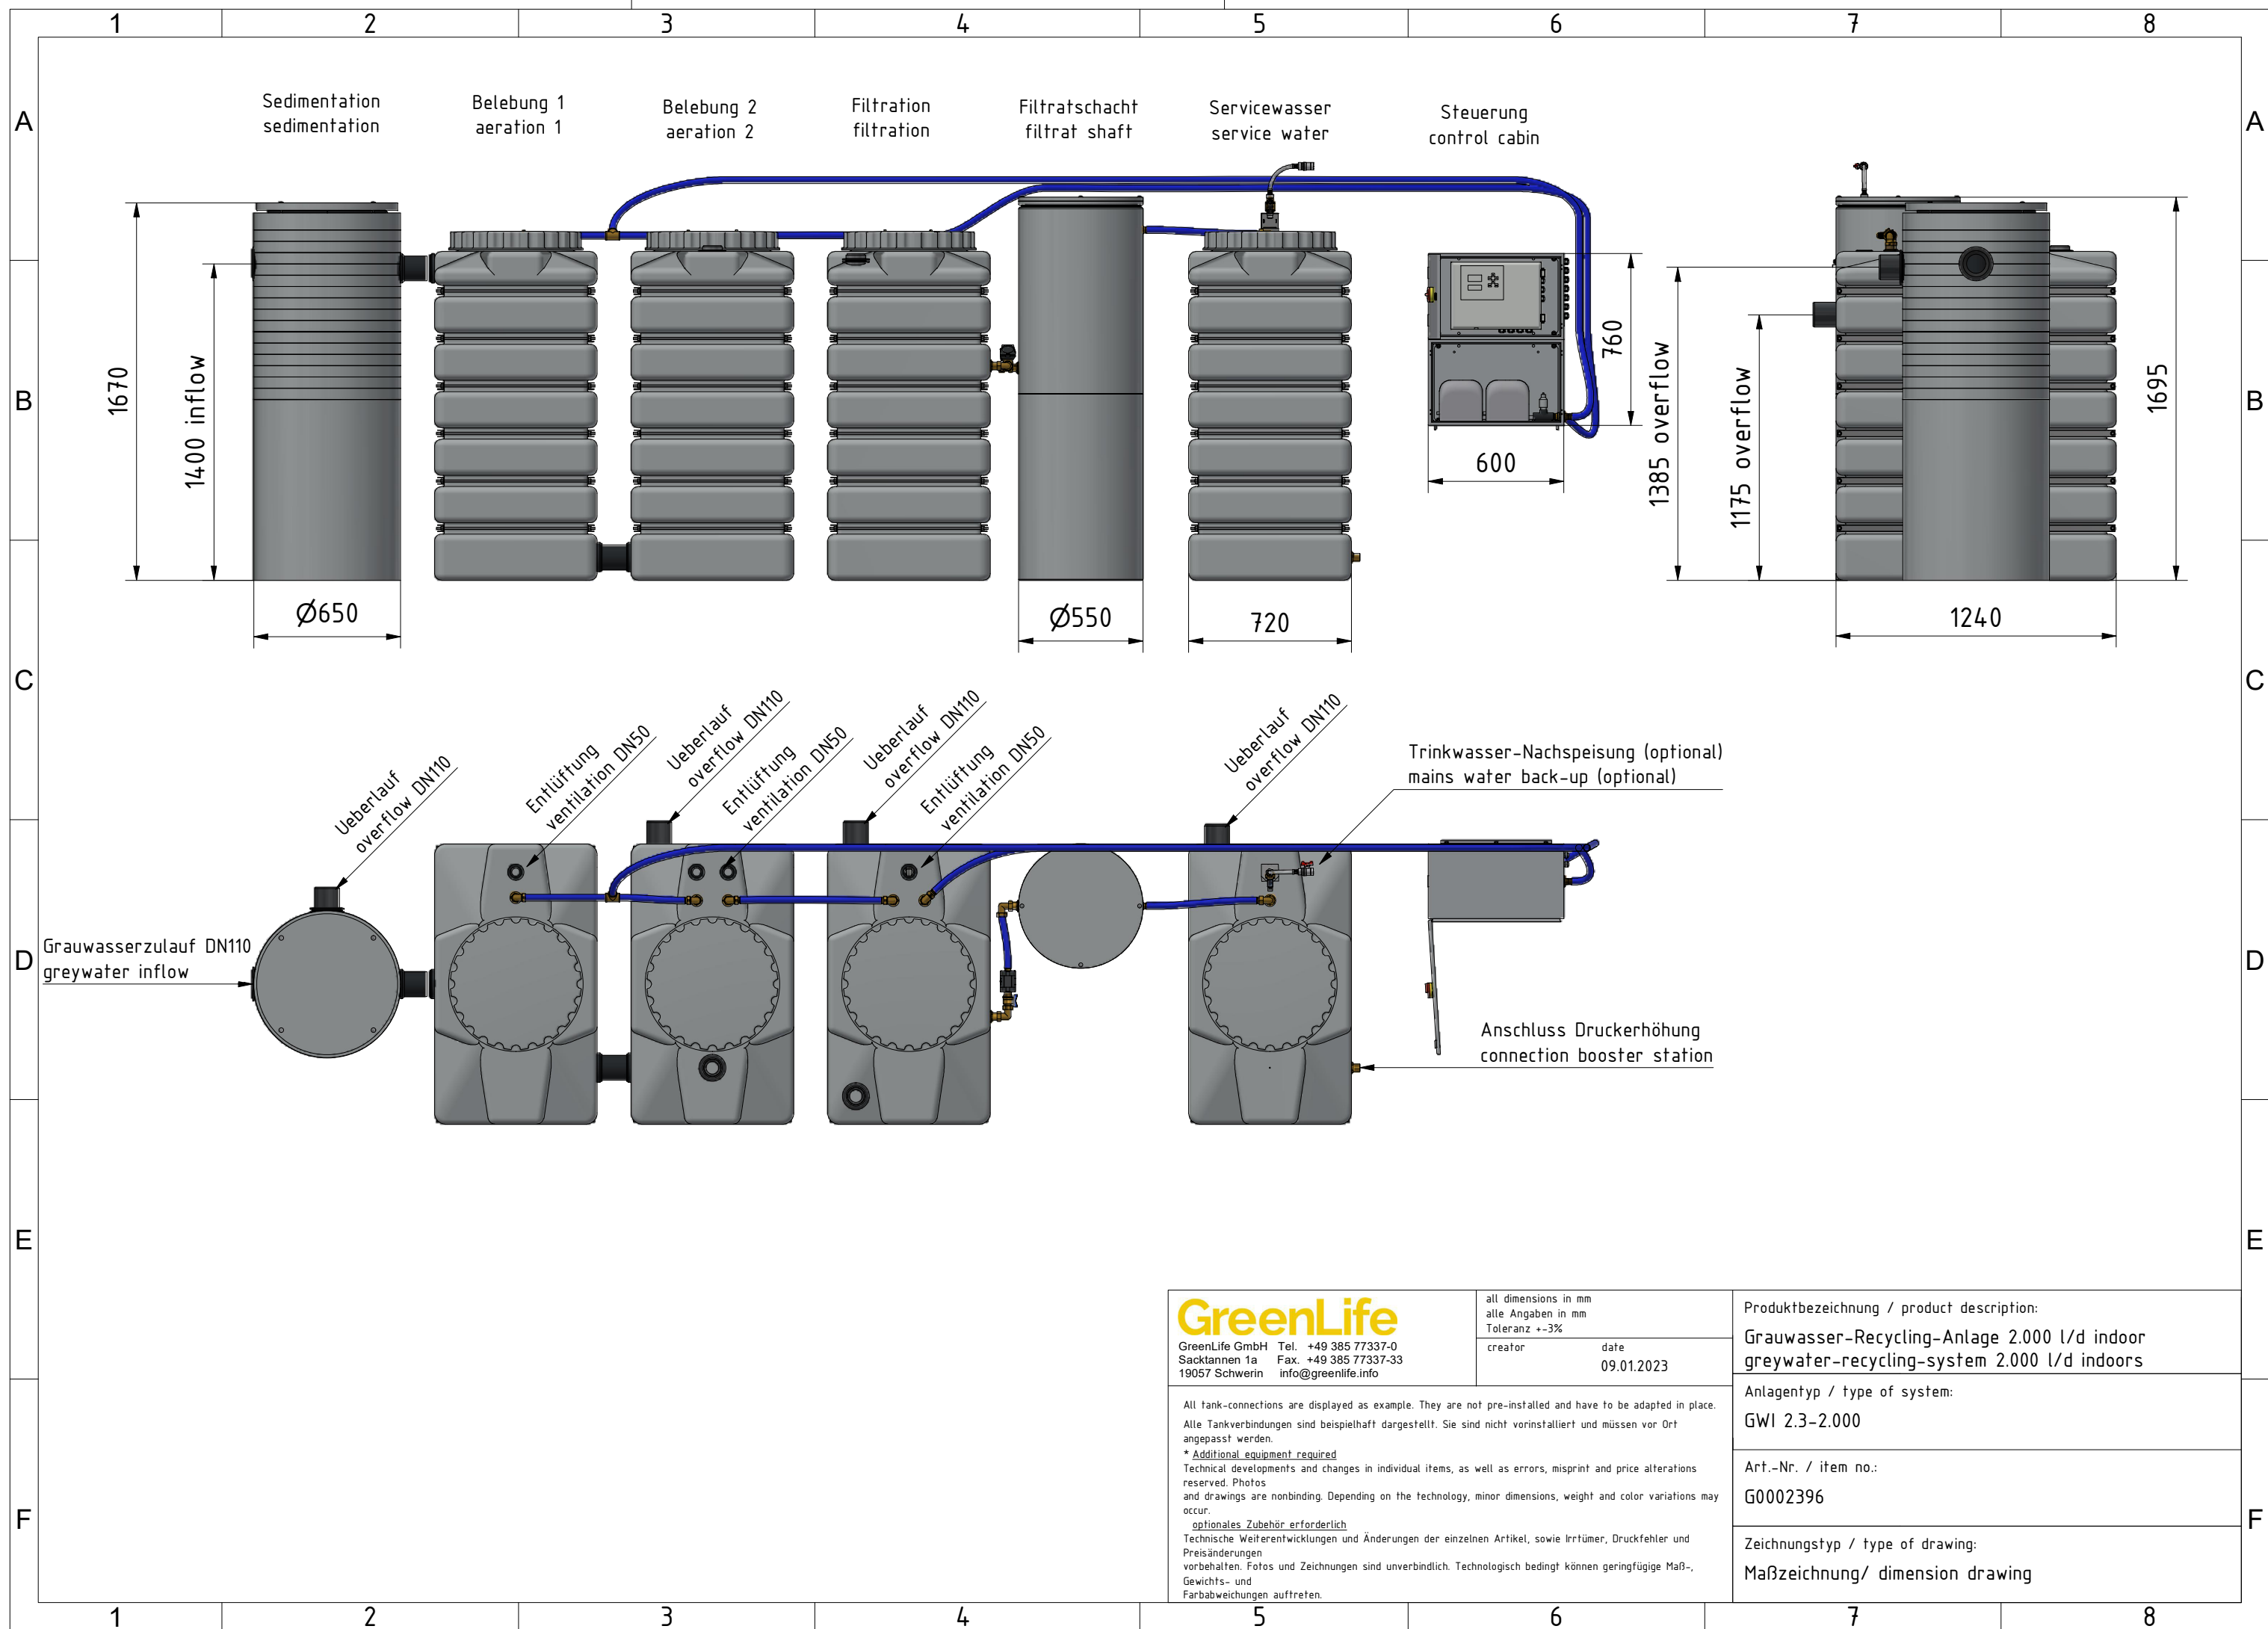 1 2 3 4 5 6 7 8
A
A
Sedimentation
sedimentation
Belebung 1
aeration 1
Belebung 2
aeration 2
Filtration
filtration
Filtratschacht
filtrat shaft
Servicewasser
service water
Steuerung
control cabin
B
B
1670
1400 inflow
760
600
1385 overflow
1175 overflow
1695
Ø650
Ø550
720
1240
C
C
Ueberlauf
overflow DN110
Entlüftung
ventilation DN50
Ueberlauf
overflow DN110
Entlüftung
ventilation DN50
Ueberlauf
overflow DN110
Entlüftung
ventilation DN50
Ueberlauf
overflow DN110
Trinkwasser-Nachspeisung (optional)
mains water back-up (optional)
D
D
Grauwasserzulauf DN110
greywater inflow
Anschluss Druckerhöhung
connection booster station
E
E
GreenLife
GreenLife GmbH Tel. +49 385 77337-0
Sacktannen 1a Fax. +49 385 77337-33
19057 Schwerin info@greenlife.info
all dimensions in mm
alle Angaben in mm
Toleranz +-3%
creator date
09.01.2023
All tank-connections are displayed as example. They are not pre-installed and have to be adapted in place.
Alle Tankverbindungen sind beispielhaft dargestellt. Sie sind nicht vorinstalliert und müssen vor Ort
angepasst werden.
* Additional equipment required
Technical developments and changes in individual items, as well as errors, misprint and price alterations
reserved. Photos
and drawings are nonbinding. Depending on the technology, minor dimensions, weight and color variations may
occur.
optionales Zubehör erforderlich
Technische Weiterentwicklungen und Änderungen der einzelnen Artikel, sowie Irrtümer, Druckfehler und
Preisänderungen
vorbehalten. Fotos und Zeichnungen sind unverbindlich. Technologisch bedingt können geringfügige Maß-,
Gewichts- und
Farbabweichungen auftreten.
Produktbezeichnung / product description:
Grauwasser-Recycling-Anlage 2.000 l/d indoor
greywater-recycling-system 2.000 l/d indoors
Anlagentyp / type of system:
GWI 2.3-2.000
Art.-Nr. / item no.:
G0002396
Zeichnungstyp / type of drawing:
Maßzeichnung/ dimension drawing
F
F
1 2 3 4 5 6 7 8